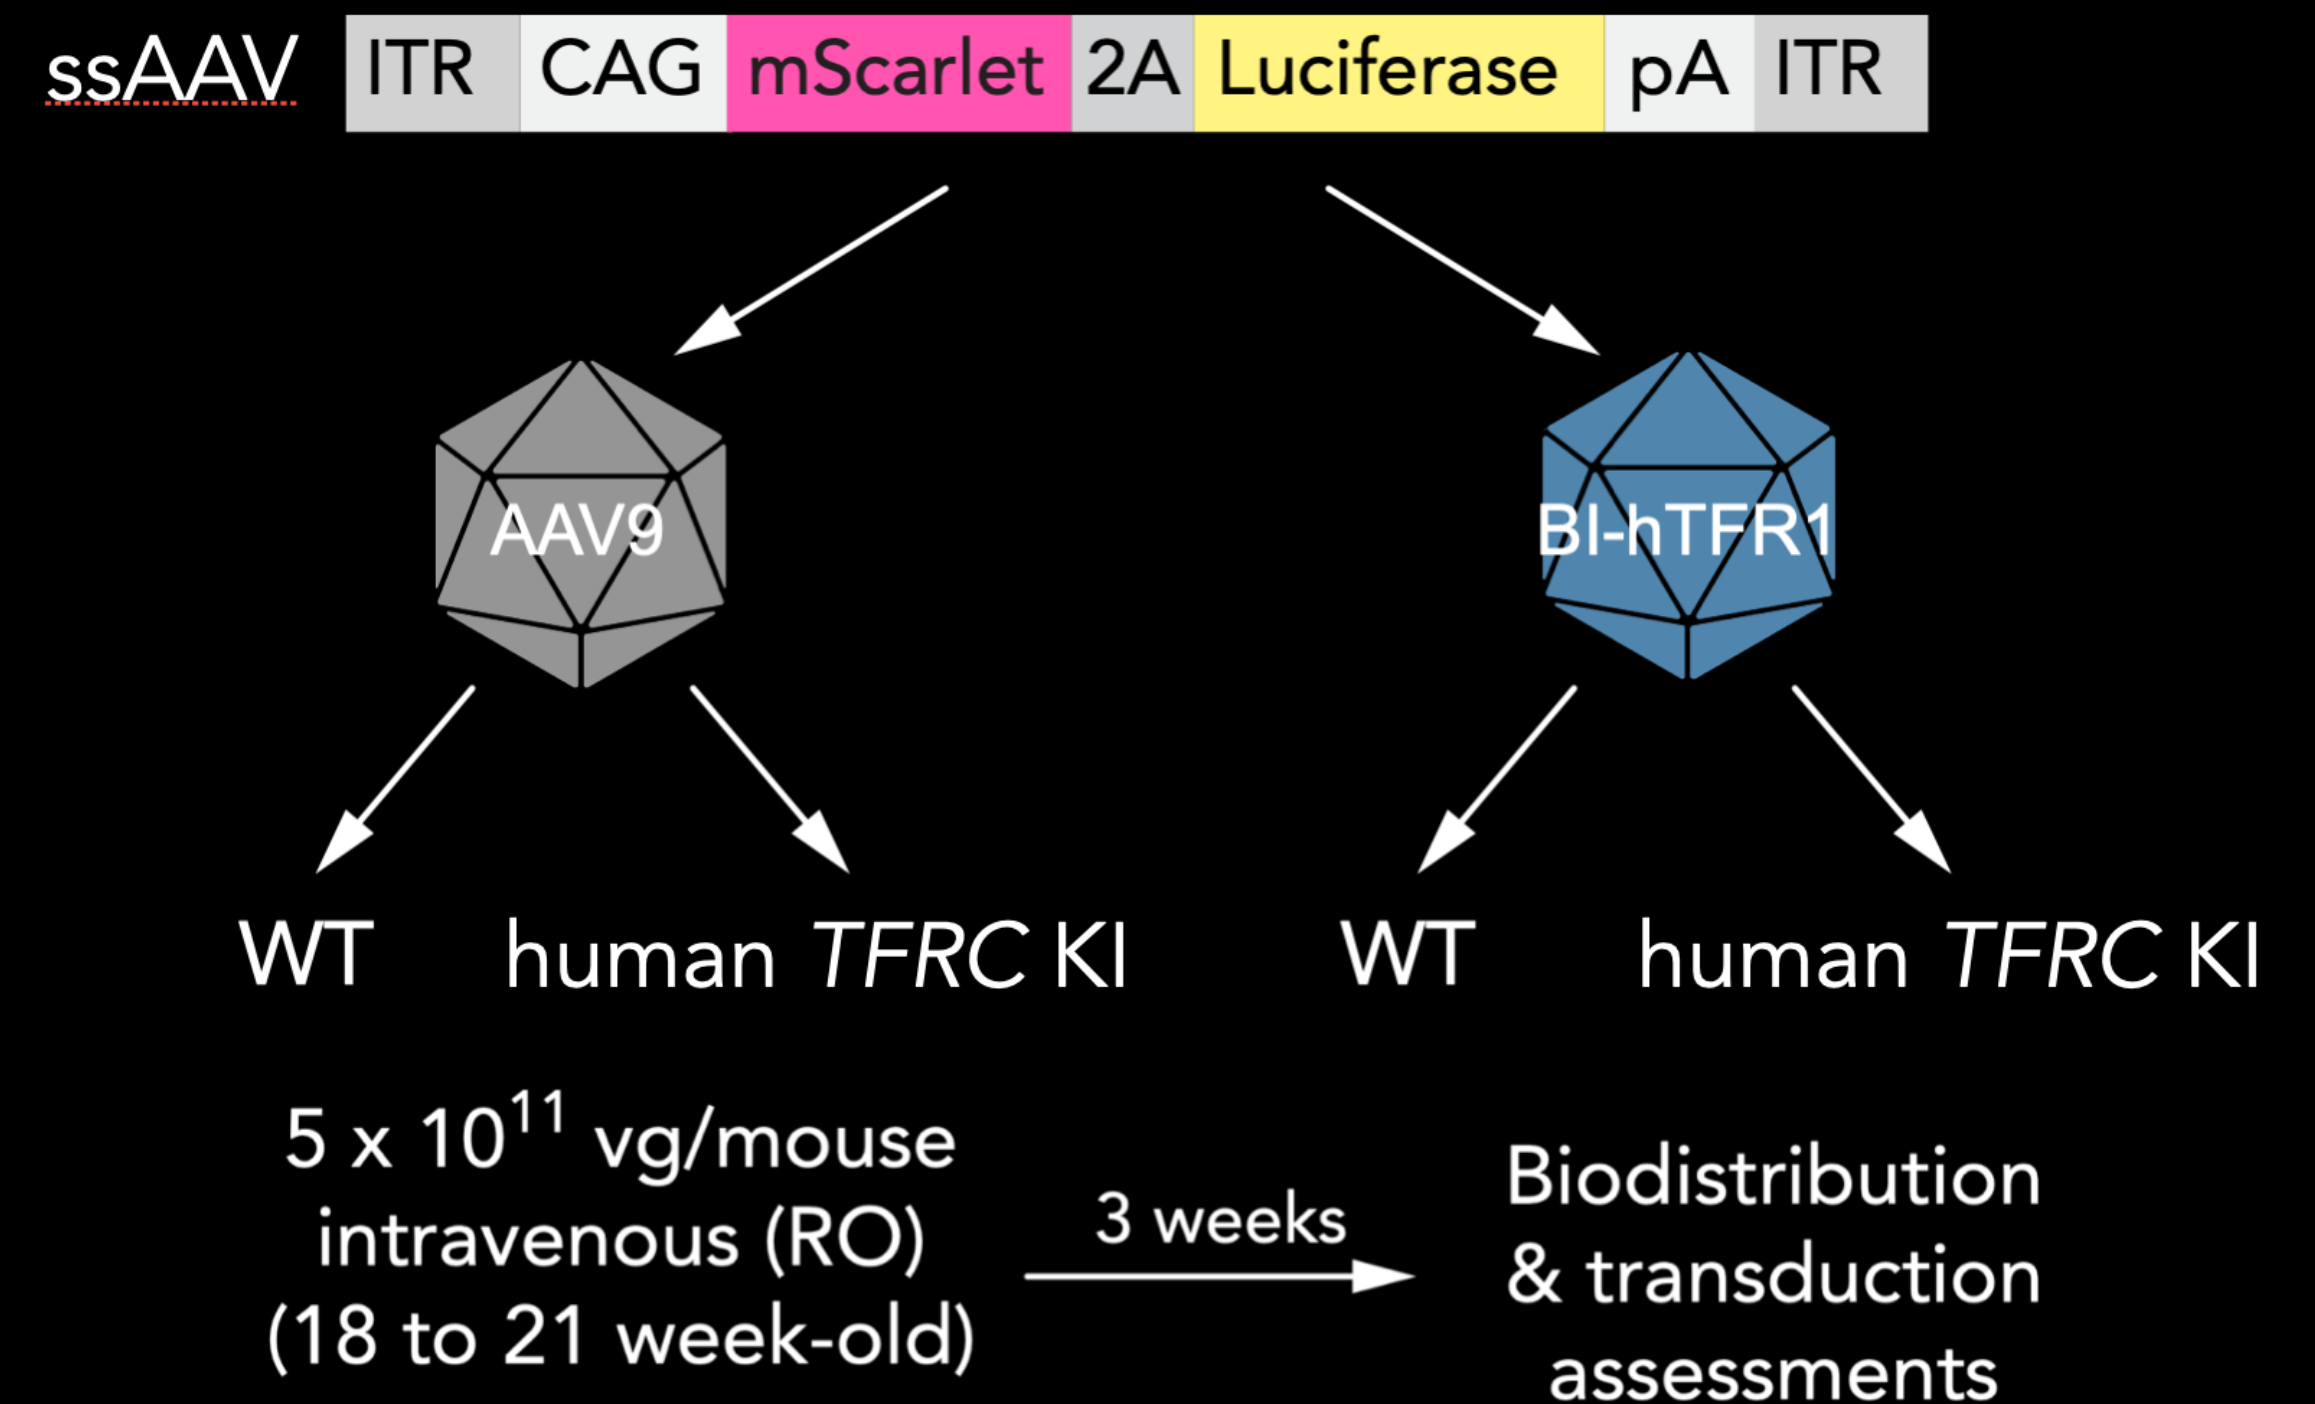 ssAAV ITR CAG mScarlet 2A Luciferase pA ITR
AAV9 BI-hTFR1
WT human TFRC KI WT human TFRC KI
5 x 10¹¹ vg/mouse
intravenous (RO)
(18 to 21 week-old)
3 weeks
Biodistribution
& transduction
assessments